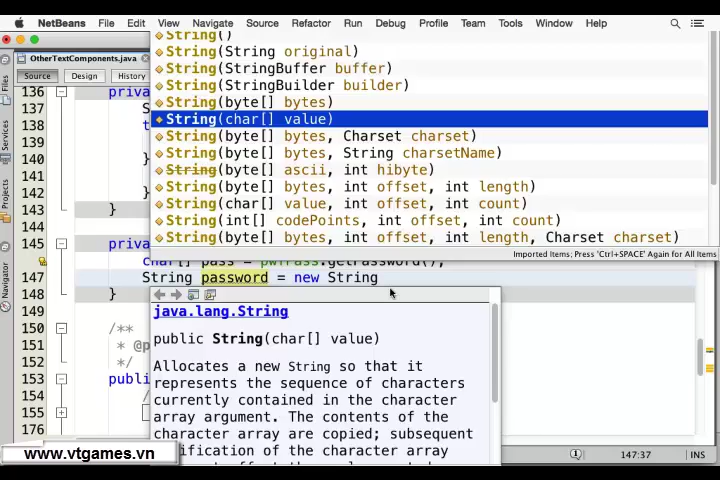 NetBeans File Edit View Navigate Source Refactor Run Debug Profile Team Tools Window Help
OtherTextComponents.java
Source Design History
Files
Services
Projects
Navigator
String()
String(String original)
String(StringBuffer buffer)
String(StringBuilder builder)
String(byte[] bytes)
String(char[] value)
String(byte[] bytes, Charset charset)
String(byte[] bytes, String charsetName)
String(byte[] ascii, int hibyte)
String(byte[] bytes, int offset, int length)
String(char[] value, int offset, int count)
String(int[] codePoints, int offset, int count)
String(byte[] bytes, int offset, int length, Charset charset)
Imported Items; Press 'Ctrl+SPACE' Again for All Items
136 priva
137 S
138 t
140 }
142 }
143 }
145 priva
char[] pass = pwfPass.getPassword();
147 String password = new String
148 }
149
150 /**
151 * @p
152 */
153 publi
155
176
java.lang.String
public String(char[] value)
Allocates a new String so that it
represents the sequence of characters
currently contained in the character
array argument. The contents of the
character array are copied; subsequent
ification of the character array
www.vtgames.vn
147:37 INS